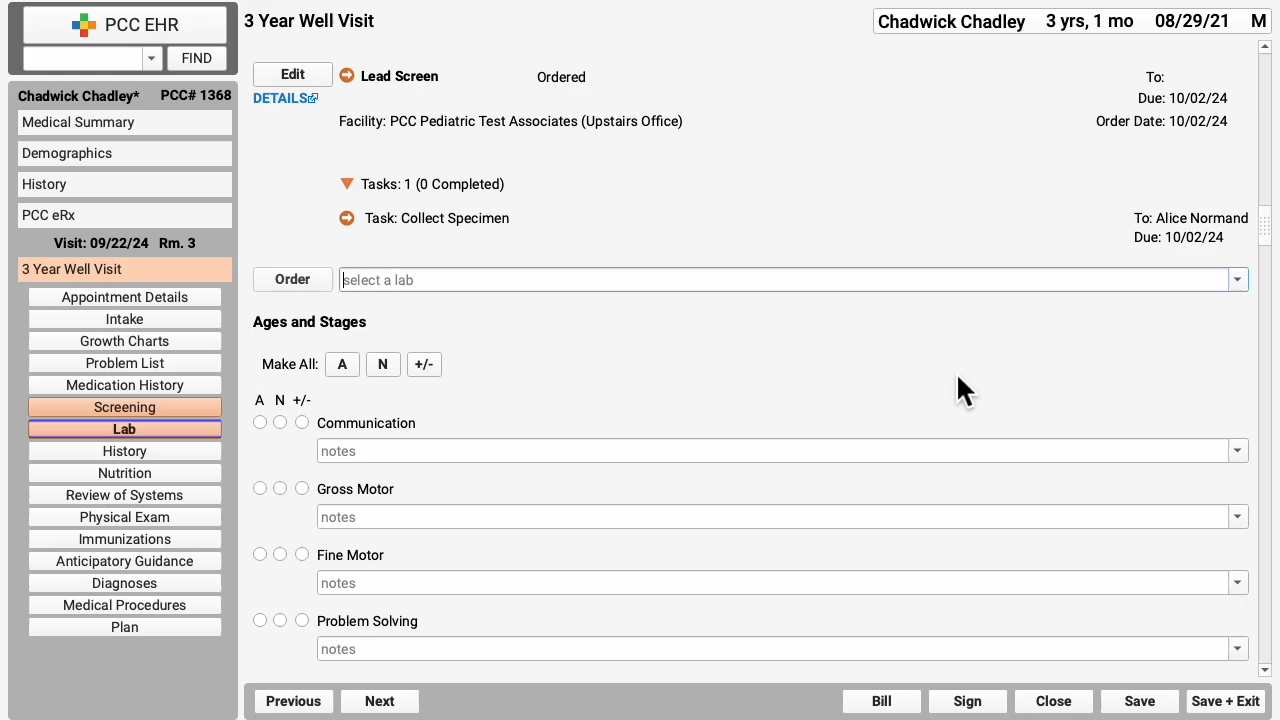 PCC EHR
FIND
Chadwick Chadley* PCC# 1368
Medical Summary
Demographics
History
PCC eRx
Visit: 09/22/24 Rm. 3
3 Year Well Visit
Appointment Details
Intake
Growth Charts
Problem List
Medication History
Screening
Lab
History
Nutrition
Review of Systems
Physical Exam
Immunizations
Anticipatory Guidance
Diagnoses
Medical Procedures
Plan
3 Year Well Visit
Chadwick Chadley 3 yrs, 1 mo 08/29/21 M
Edit Lead Screen Ordered To:
DETAILS Due: 10/02/24
Facility: PCC Pediatric Test Associates (Upstairs Office) Order Date: 10/02/24
Tasks: 1 (0 Completed)
Task: Collect Specimen To: Alice Normand
Due: 10/02/24
Order select a lab
Ages and Stages
Make All: A N +/-
A N +/-
Communication
notes
Gross Motor
notes
Fine Motor
notes
Problem Solving
notes
Previous Next Bill Sign Close Save Save + Exit